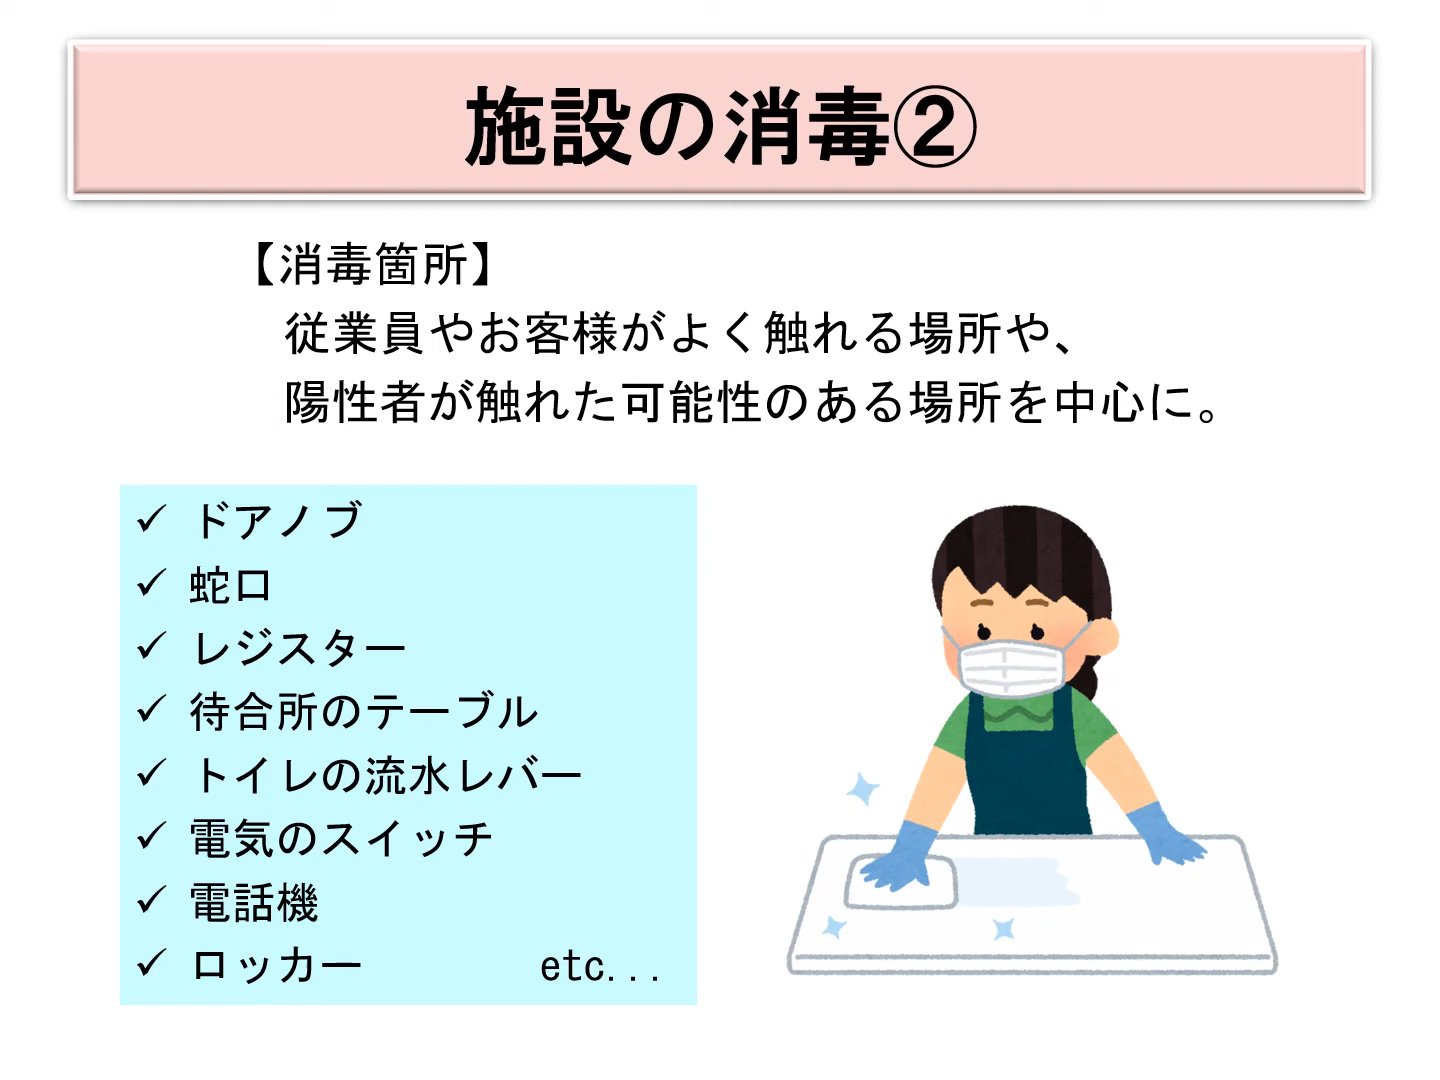 施設の消毒②
【消毒箇所】
従業員やお客様がよく触れる場所や、
陽性者が触れた可能性のある場所を中心に。
✓ ドアノブ
✓ 蛇口
✓ レジスター
✓ 待合所のテーブル
✓ トイレの流水レバー
✓ 電気のスイッチ
✓ 電話機
✓ ロッカー etc...